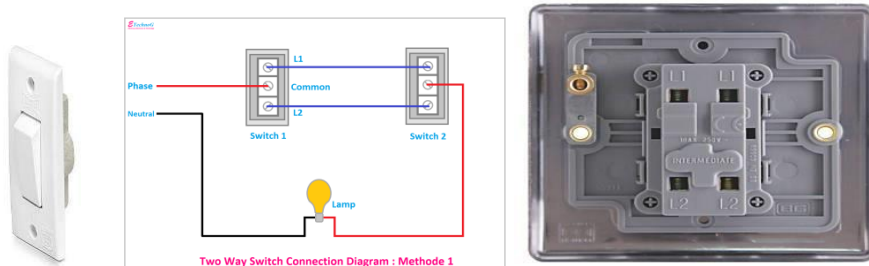 L1
Phase
Common
Neutral
L2
Switch 1
Switch 2
Lamp
Two Way Switch Connection Diagram : Methode 1
L1 L1
INTERMEDIATE
L2 L2